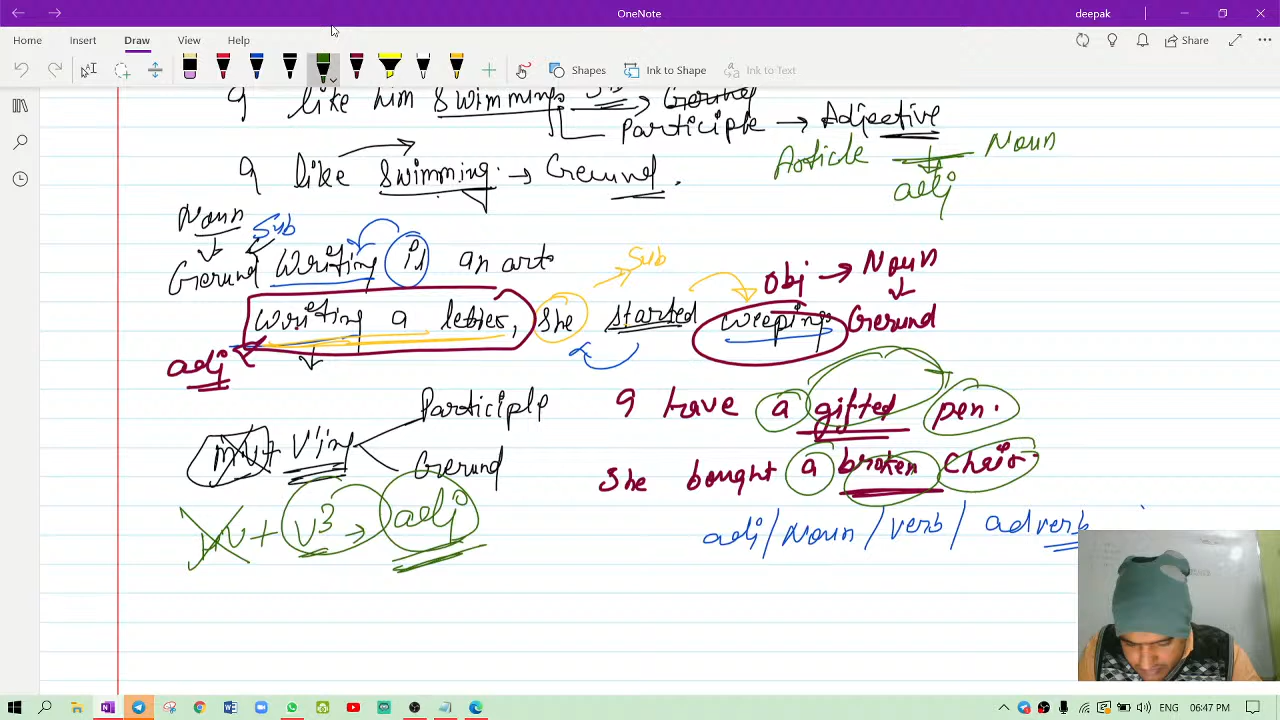 OneNote
deepak
Home Insert Draw View Help
Share
Shapes Ink to Shape Ink to Text
I like him swimming → Gerund
Participle → Adjective
Article Noun
adj
I like swimming → Gerund.
Noun
Sub
Gerund Writing is an art
Sub
Obj → Noun
Writing a letter, she started weeping Gerund
adj
Participle
I have a gifted pen.
mv + V'ing
Gerund
She bought a broken chair
mv + V3 → adj
adj/Noun/verb/adverb
ENG 06:47 PM